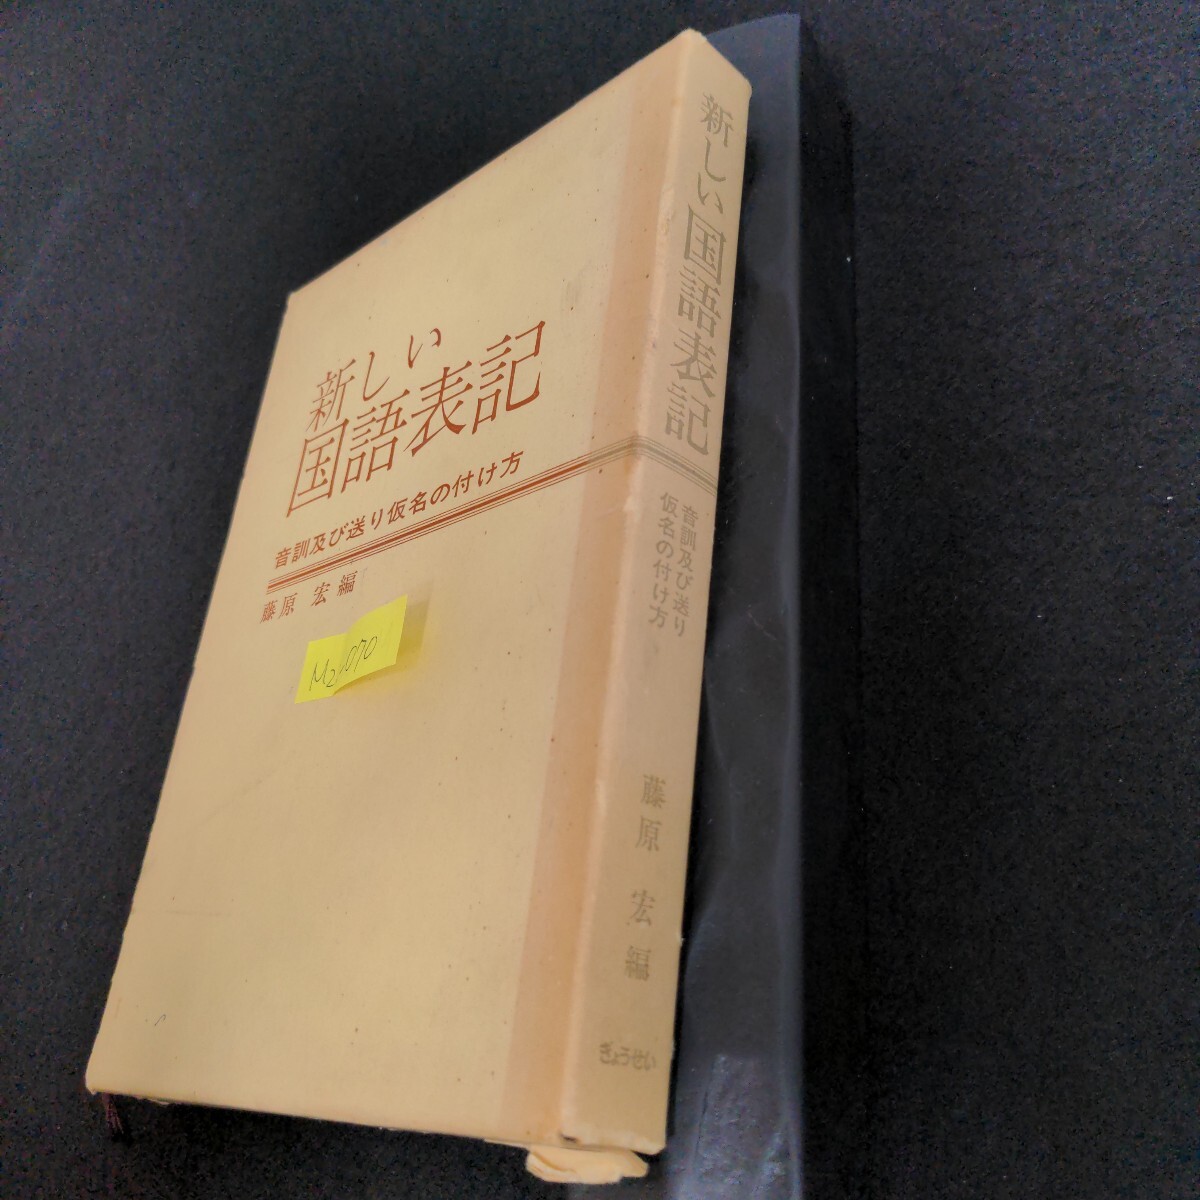 新しい
国語表記
音訓及び送り仮名の付け方
藤原 宏 編
M2 1070
新しい国語表記
音訓及び送り
仮名の付け方
藤原 宏 編
ぎょうせい